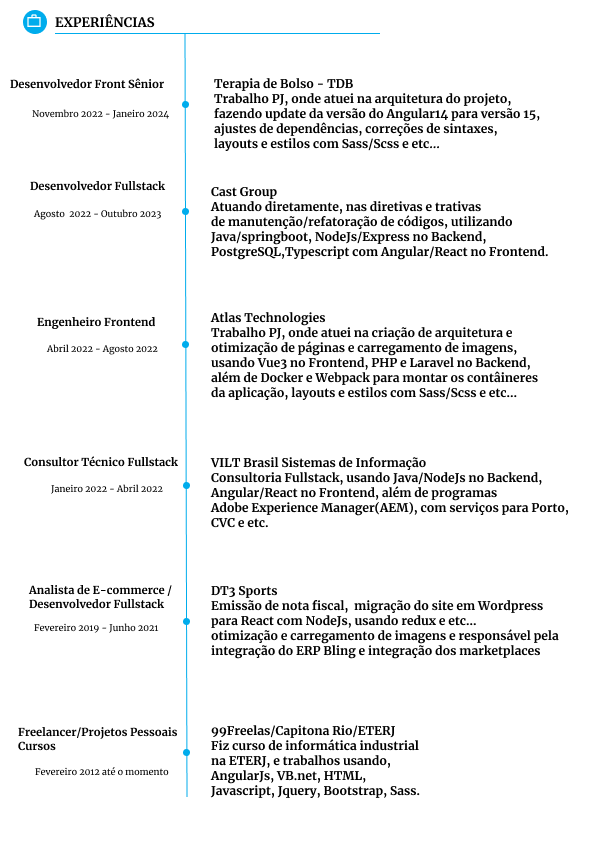 EXPERIÊNCIAS
Desenvolvedor Front Sênior
Novembro 2022 - Janeiro 2024
Terapia de Bolso - TDB
Trabalho PJ, onde atuei na arquitetura do projeto,
fazendo update da versão do Angular14 para versão 15,
ajustes de dependências, correções de sintaxes,
layouts e estilos com Sass/Scss e etc...
Desenvolvedor Fullstack
Agosto 2022 - Outubro 2023
Cast Group
Atuando diretamente, nas diretivas e trativas
de manutenção/refatoração de códigos, utilizando
Java/springboot, NodeJs/Express no Backend,
PostgreSQL,Typescript com Angular/React no Frontend.
Engenheiro Frontend
Abril 2022 - Agosto 2022
Atlas Technologies
Trabalho PJ, onde atuei na criação de arquitetura e
otimização de páginas e carregamento de imagens,
usando Vue3 no Frontend, PHP e Laravel no Backend,
além de Docker e Webpack para montar os contâineres
da aplicação, layouts e estilos com Sass/Scss e etc...
Consultor Técnico Fullstack
Janeiro 2022 - Abril 2022
VILT Brasil Sistemas de Informação
Consultoria Fullstack, usando Java/NodeJs no Backend,
Angular/React no Frontend, além de programas
Adobe Experience Manager(AEM), com serviços para Porto,
CVC e etc.
Analista de E-commerce /
Desenvolvedor Fullstack
Fevereiro 2019 - Junho 2021
DT3 Sports
Emissão de nota fiscal, migração do site em Wordpress
para React com NodeJs, usando redux e etc...
otimização e carregamento de imagens e responsável pela
integração do ERP Bling e integração dos marketplaces
Freelancer/Projetos Pessoais
Cursos
Fevereiro 2012 até o momento
99Freelas/Capitona Rio/ETERJ
Fiz curso de informática industrial
na ETERJ, e trabalhos usando,
AngularJs, VB.net, HTML,
Javascript, Jquery, Bootstrap, Sass.